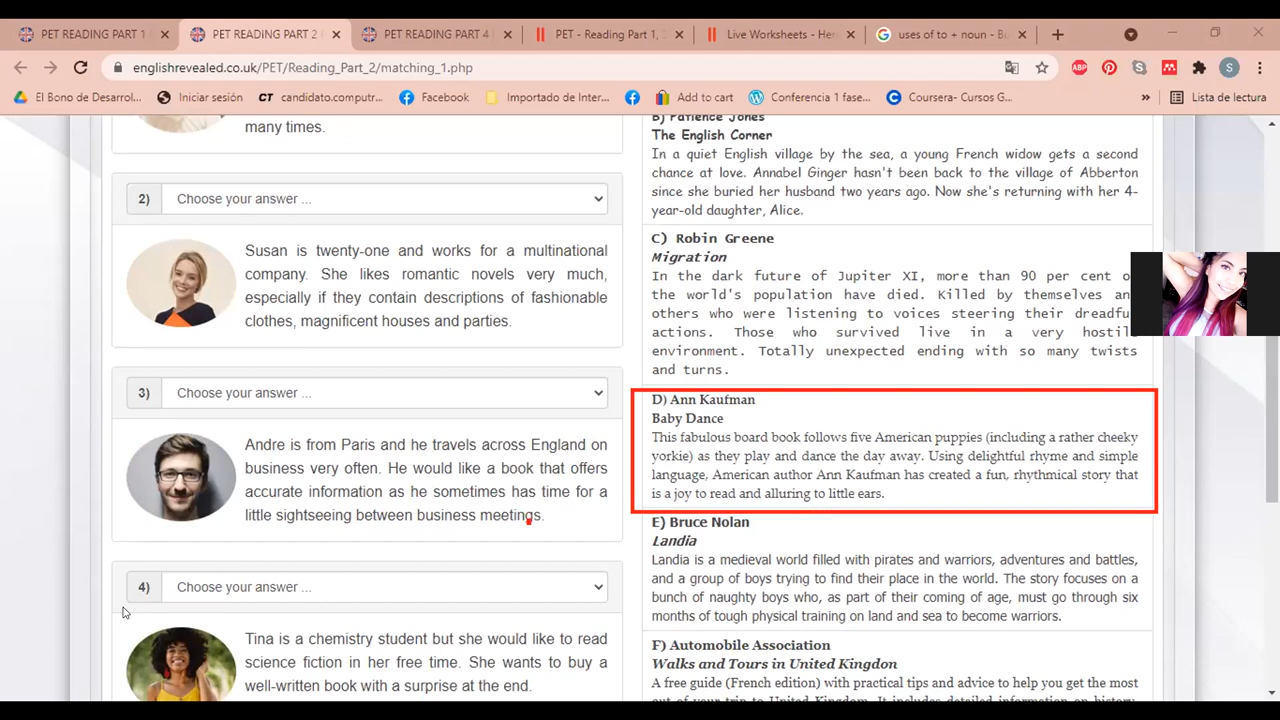 PET READING PART 1 (
PET READING PART 2 (
PET READING PART 4 (
PET - Reading Part 1, 2
Live Worksheets - Her
uses of to + noun - Bu
englishrevealed.co.uk/PET/Reading_Part_2/matching_1.php
ABP
S
El Bono de Desarrol...
Iniciar sesión
CT candidato.computr...
Facebook
Importado de Inter...
Add to cart
Conferencia 1 fase...
Coursera- Cursos G...
»
Lista de lectura
many times.
2) Choose your answer ...
Susan is twenty-one and works for a multinational
company. She likes romantic novels very much,
especially if they contain descriptions of fashionable
clothes, magnificent houses and parties.
3) Choose your answer ...
Andre is from Paris and he travels across England on
business very often. He would like a book that offers
accurate information as he sometimes has time for a
little sightseeing between business meetings.
4) Choose your answer ...
Tina is a chemistry student but she would like to read
science fiction in her free time. She wants to buy a
well-written book with a surprise at the end.
B) Patience Jones
The English Corner
In a quiet English village by the sea, a young French widow gets a second
chance at love. Annabel Ginger hasn't been back to the village of Abberton
since she buried her husband two years ago. Now she's returning with her 4-
year-old daughter, Alice.
C) Robin Greene
Migration
In the dark future of Jupiter XI, more than 90 per cent o
the world's population have died. Killed by themselves an
others who were listening to voices steering their dreadfu
actions. Those who survived live in a very hostil
environment. Totally unexpected ending with so many twists
and turns.
D) Ann Kaufman
Baby Dance
This fabulous board book follows five American puppies (including a rather cheeky
yorkie) as they play and dance the day away. Using delightful rhyme and simple
language, American author Ann Kaufman has created a fun, rhythmical story that
is a joy to read and alluring to little ears.
E) Bruce Nolan
Landia
Landia is a medieval world filled with pirates and warriors, adventures and battles,
and a group of boys trying to find their place in the world. The story focuses on a
bunch of naughty boys who, as part of their coming of age, must go through six
months of tough physical training on land and sea to become warriors.
F) Automobile Association
Walks and Tours in United Kingdon
A free guide (French edition) with practical tips and advice to help you get the most
out of your trip to United Kingdom. It includes detailed information on history,